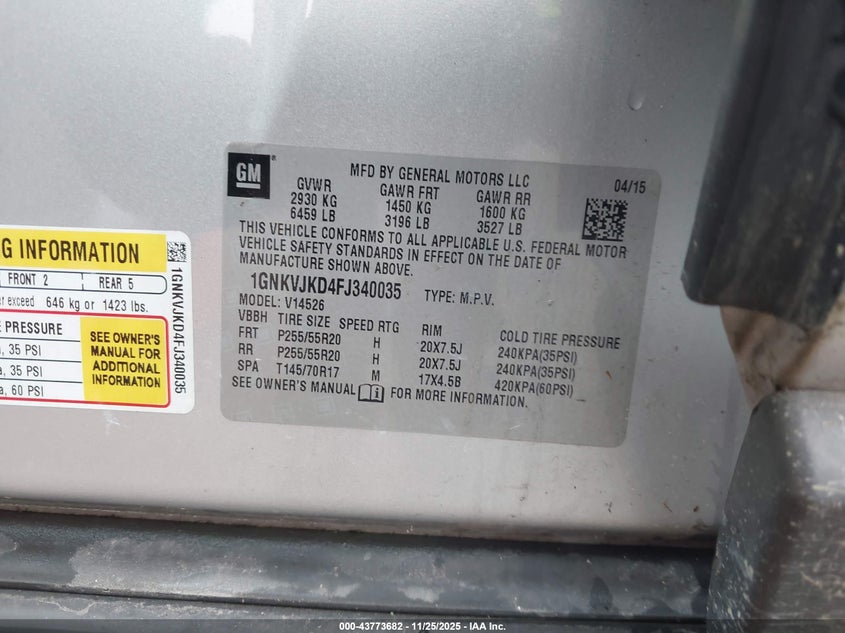 GM ®
MFD BY GENERAL MOTORS LLC
04/15
GVWR GAWR FRT GAWR RR
2930 KG 1450 KG 1600 KG
6459 LB 3196 LB 3527 LB
THIS VEHICLE CONFORMS TO ALL APPLICABLE U.S. FEDERAL MOTOR
VEHICLE SAFETY STANDARDS IN EFFECT ON THE DATE OF
MANUFACTURE SHOWN ABOVE.
1GNKVJKD4FJ340035 TYPE: M.P.V.
MODEL: V14526
VBBH TIRE SIZE SPEED RTG RIM COLD TIRE PRESSURE
FRT P255/55R20 H 20X7.5J 240KPA(35PSI)
RR P255/55R20 H 20X7.5J 240KPA(35PSI)
SPA T145/70R17 M 17X4.5B 420KPA(60PSI)
SEE OWNER'S MANUAL FOR MORE INFORMATION.
G INFORMATION
FRONT 2 REAR 5
exceed 646 kg or 1423 lbs.
PRESSURE
35 PSI
35 PSI
60 PSI
SEE OWNER'S
MANUAL FOR
ADDITIONAL
INFORMATION
1GNKVJKD4FJ340035
000-43773682 - 11/25/2025 - IAA Inc.